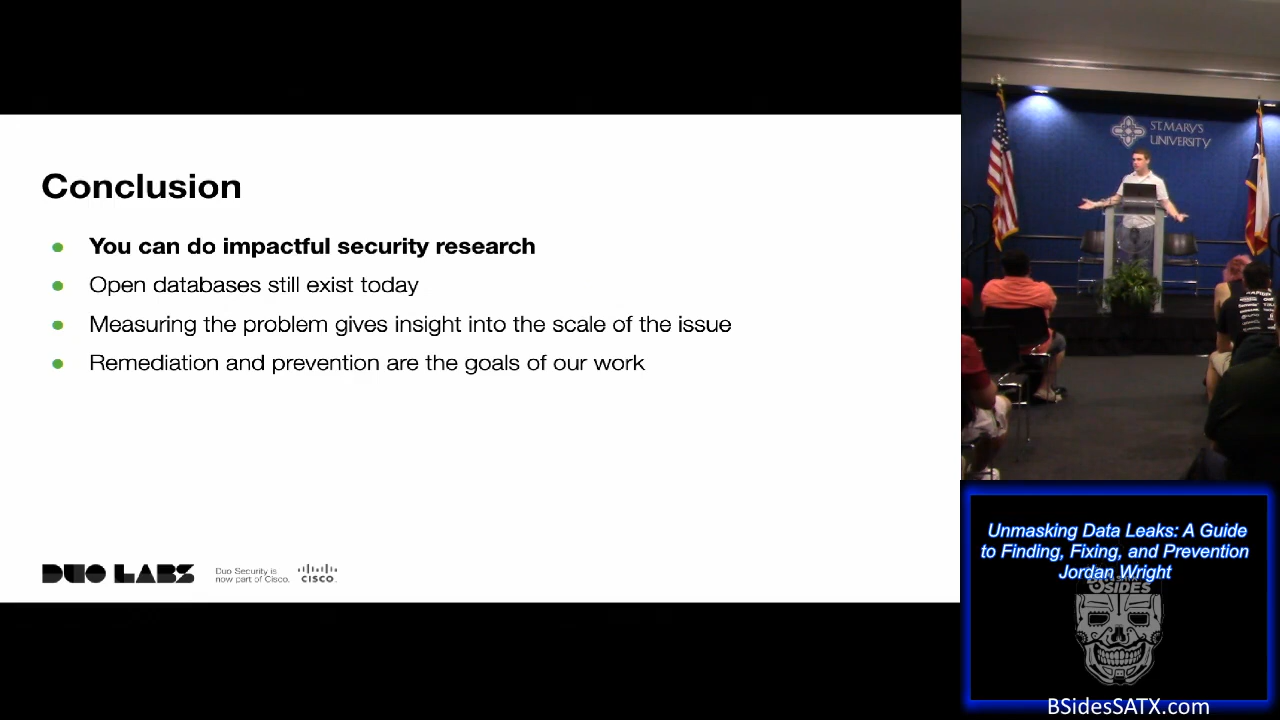 Conclusion
You can do impactful security research
Open databases still exist today
Measuring the problem gives insight into the scale of the issue
Remediation and prevention are the goals of our work
DUO LABS
Duo Security is
now part of Cisco.
CISCO
ST. MARY'S
UNIVERSITY
Unmasking Data Leaks: A Guide
to Finding, Fixing, and Prevention
Jordan Wright
BSIDES
BSidesSATX.com